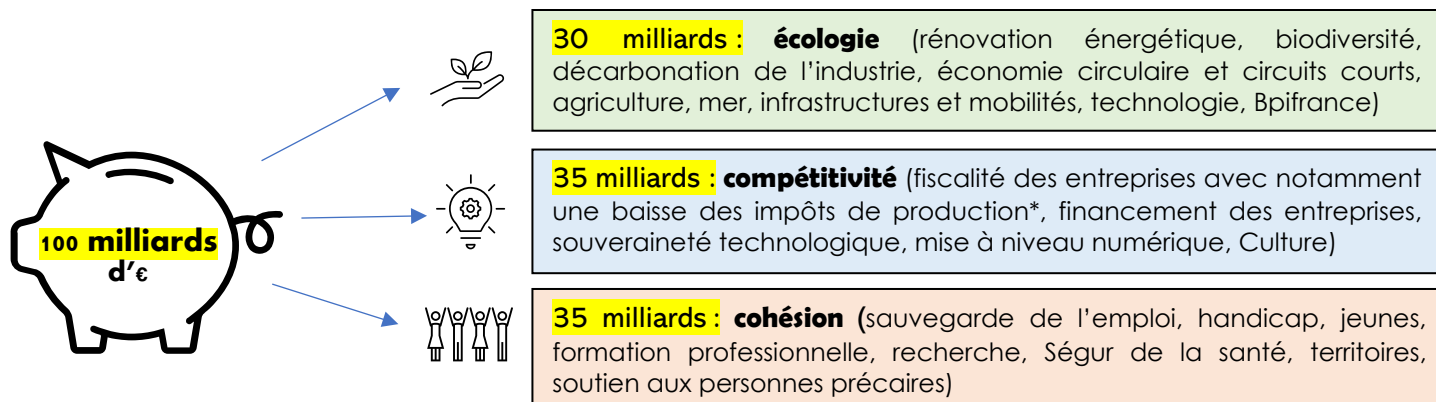 100 milliards
d'€
30 milliards : écologie (rénovation énergétique, biodiversité,
décarbonation de l'industrie, économie circulaire et circuits courts,
agriculture, mer, infrastructures et mobilités, technologie, Bpifrance)
35 milliards : compétitivité (fiscalité des entreprises avec notamment
une baisse des impôts de production*, financement des entreprises,
souveraineté technologique, mise à niveau numérique, Culture)
35 milliards : cohésion (sauvegarde de l'emploi, handicap, jeunes,
formation professionnelle, recherche, Ségur de la santé, territoires,
soutien aux personnes précaires)